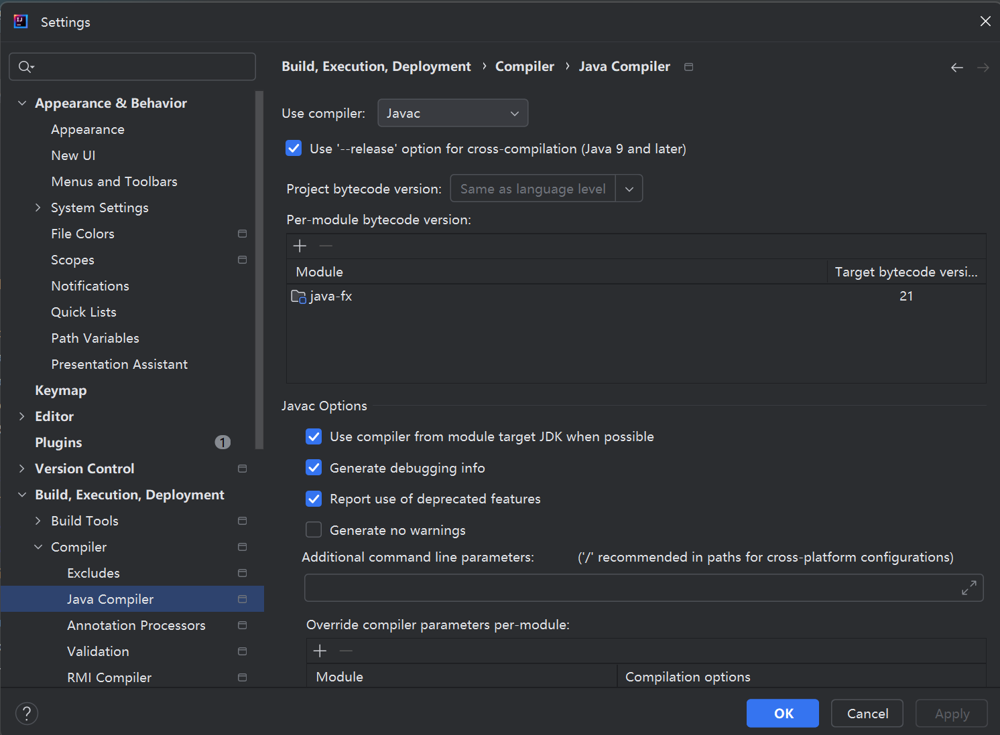 Settings
Appearance & Behavior
Appearance
New UI
Menus and Toolbars
System Settings
File Colors
Scopes
Notifications
Quick Lists
Path Variables
Presentation Assistant
Keymap
Editor
Plugins 1
Version Control
Build, Execution, Deployment
Build Tools
Compiler
Excludes
Java Compiler
Annotation Processors
Validation
RMI Compiler
Build, Execution, Deployment › Compiler › Java Compiler
Use compiler: Javac
Use '--release' option for cross-compilation (Java 9 and later)
Project bytecode version: Same as language level
Per-module bytecode version:
Module Target bytecode versi...
java-fx 21
Javac Options
Use compiler from module target JDK when possible
Generate debugging info
Report use of deprecated features
Generate no warnings
Additional command line parameters: ('/' recommended in paths for cross-platform configurations)
Override compiler parameters per-module:
Module Compilation options
? OK Cancel Apply